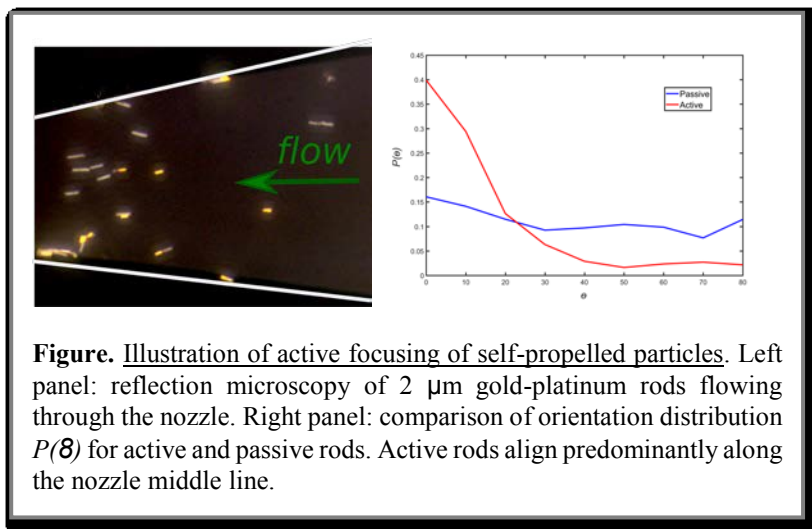 flow
0.45
0.4
0.35
0.3
0.25
0.2
0.15
0.1
0.05
0
P(ɵ)
Passive
Active
0 10 20 30 40 50 60 70 80
ɵ
Figure. Illustration of active focusing of self-propelled particles. Left
panel: reflection microscopy of 2 µm gold-platinum rods flowing
through the nozzle. Right panel: comparison of orientation distribution
P(8) for active and passive rods. Active rods align predominantly along
the nozzle middle line.